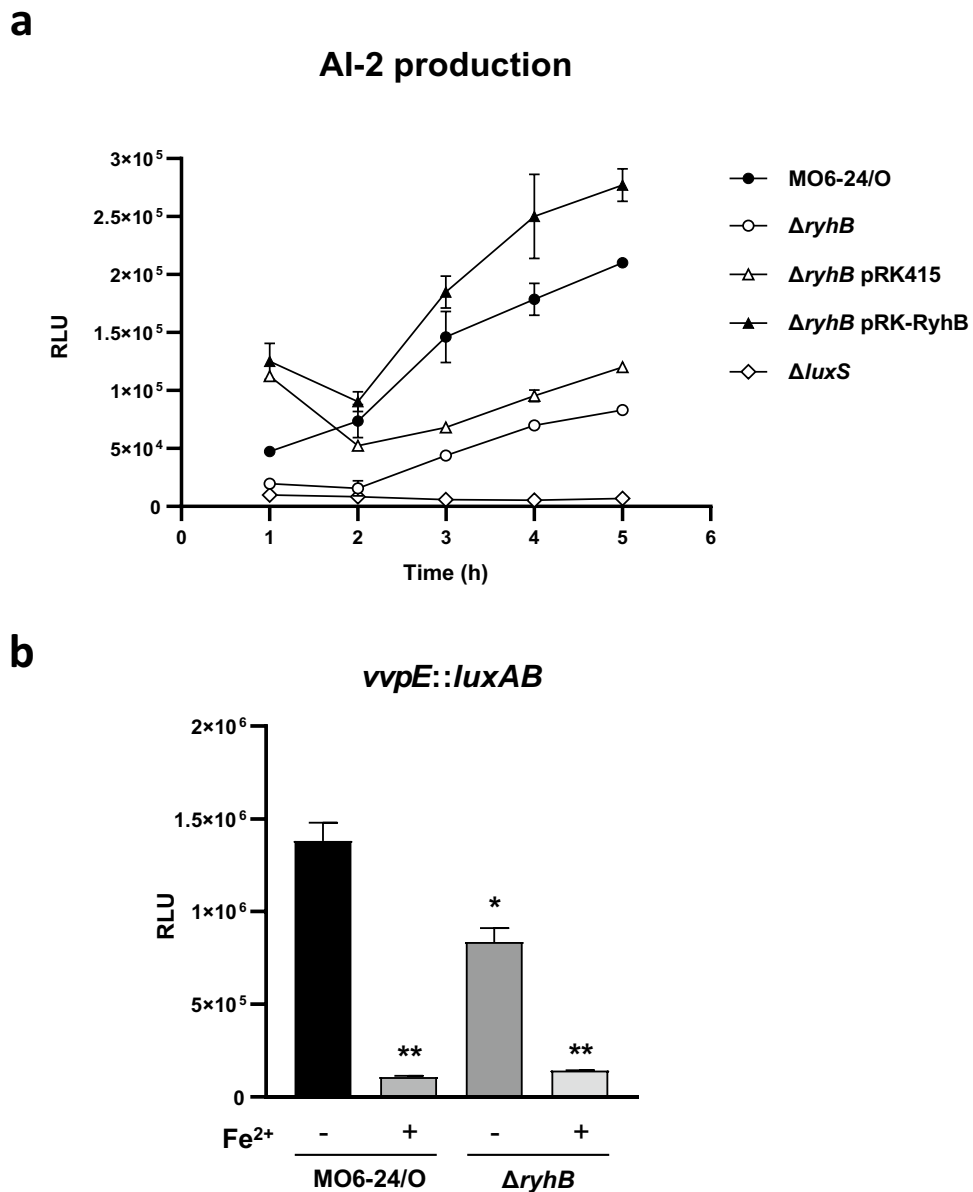 a
AI-2 production
3×10⁵
2.5×10⁵
2×10⁵
1.5×10⁵
1×10⁵
5×10⁴
0
RLU
0 1 2 3 4 5 6
Time (h)
MO6-24/O
ΔryhB
ΔryhB pRK415
ΔryhB pRK-RyhB
ΔluxS
b
vvpE::luxAB
2×10⁶
1.5×10⁶
1×10⁶
5×10⁵
0
RLU
**
*
**
Fe²⁺ - + - +
MO6-24/O ΔryhB